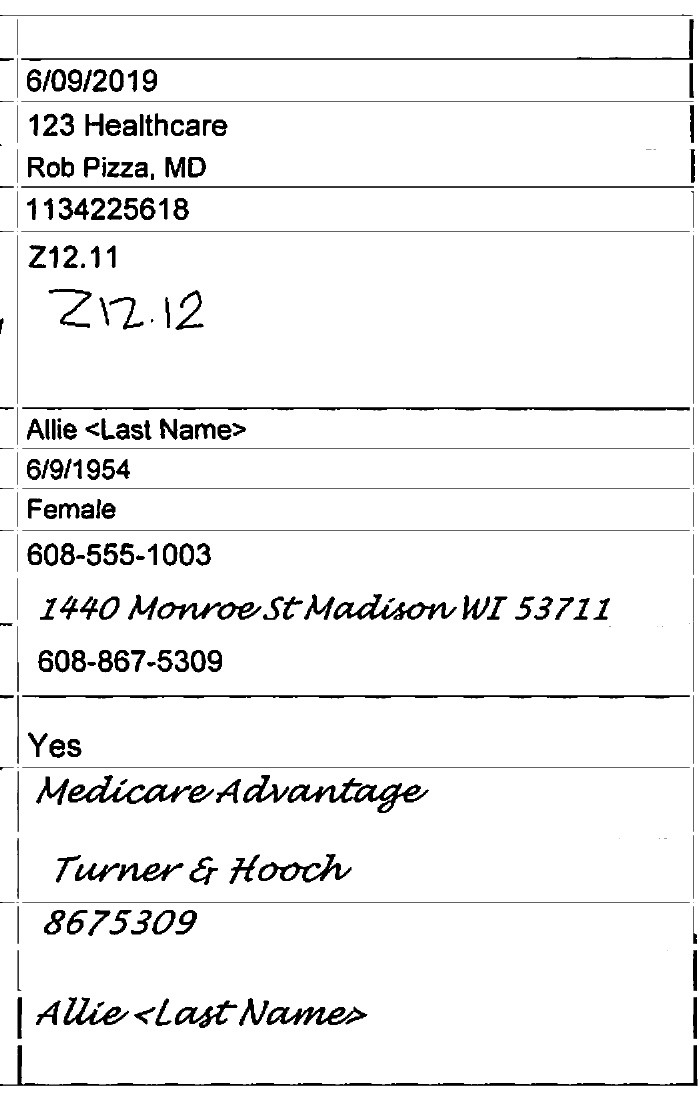 6/09/2019
123 Healthcare
Rob Pizza, MD
1134225618
Z12.11
Z12.12
Allie <Last Name>
6/9/1954
Female
608-555-1003
1440 Monroe St Madison WI 53711
608-867-5309
Yes
Medicare Advantage
Turner & Hooch
8675309
Allie <Last Name>